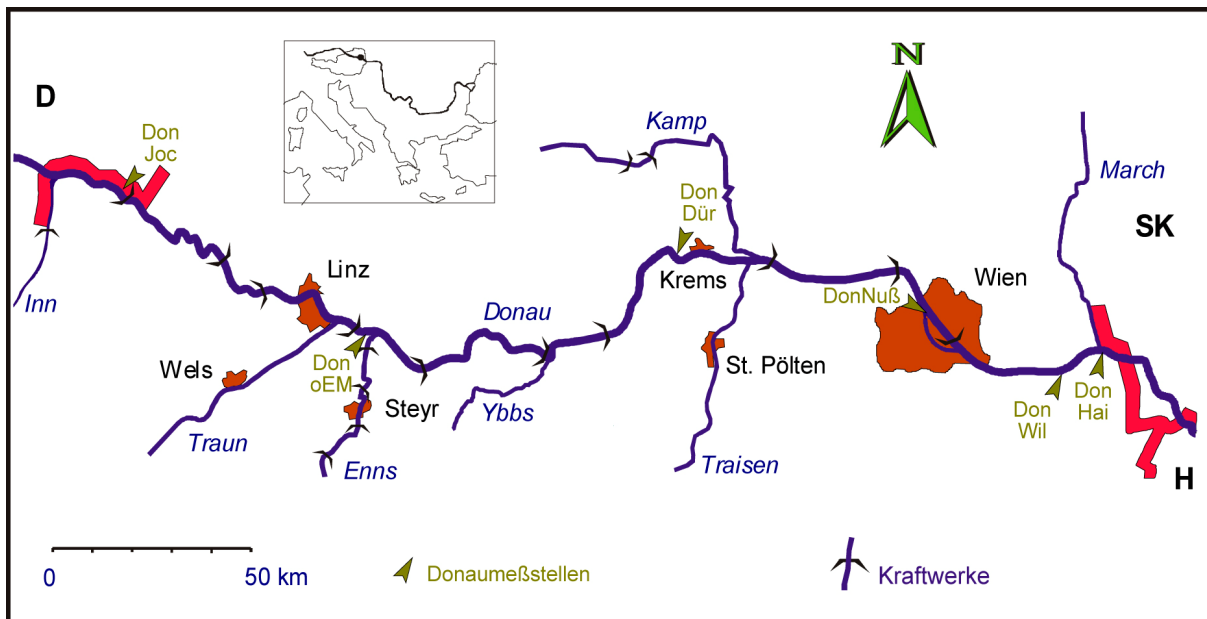 N
D
Don
Joc
Kamp
March
Don
Dür
SK
Linz
Krems
Wien
Inn
DonNuß
Donau
Wels
Don
oEM
St. Pölten
Steyr
Ybbs
Don
Wil
Don
Hai
Traun
Enns
Traisen
H
0
50 km
Donaumeßstellen
Kraftwerke